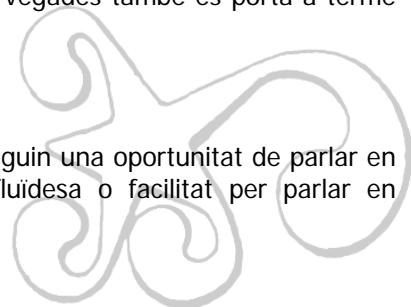 vegades també es porta a terme
guin una oportunitat de parlar en
luïdesa o facilitat per parlar en